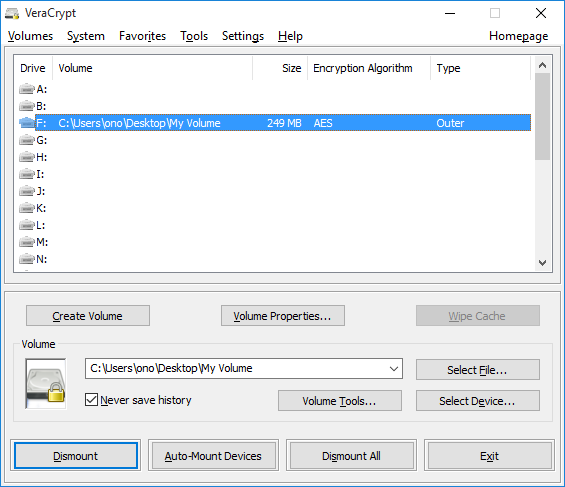 VeraCrypt
Volumes System Favorites Tools Settings Help Homepage
Drive Volume Size Encryption Algorithm Type
A:
B:
F: C:\Users\ono\Desktop\My Volume 249 MB AES Outer
G:
H:
I:
J:
K:
L:
M:
N:
Create Volume Volume Properties... Wipe Cache
Volume
C:\Users\ono\Desktop\My Volume Select File...
Never save history Volume Tools... Select Device...
Dismount Auto-Mount Devices Dismount All Exit